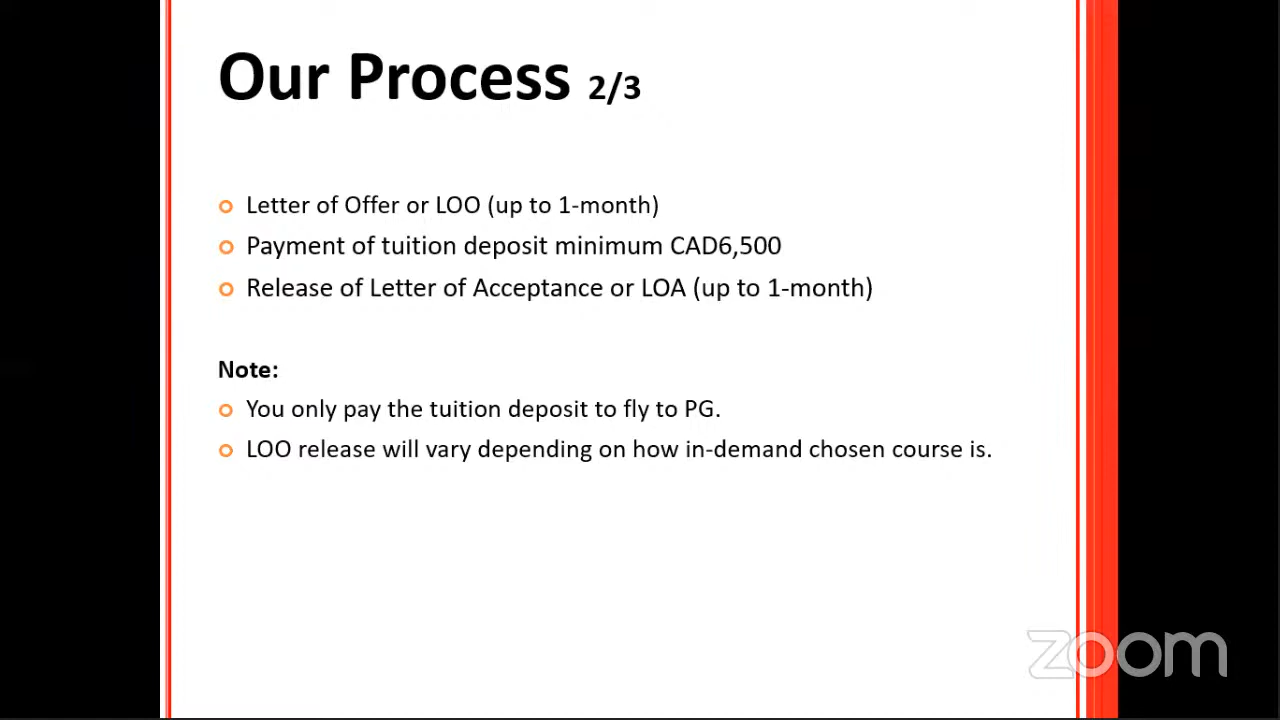 Our Process 2/3
Letter of Offer or LOO (up to 1-month)
Payment of tuition deposit minimum CAD6,500
Release of Letter of Acceptance or LOA (up to 1-month)
Note:
You only pay the tuition deposit to fly to PG.
LOO release will vary depending on how in-demand chosen course is.
zoom